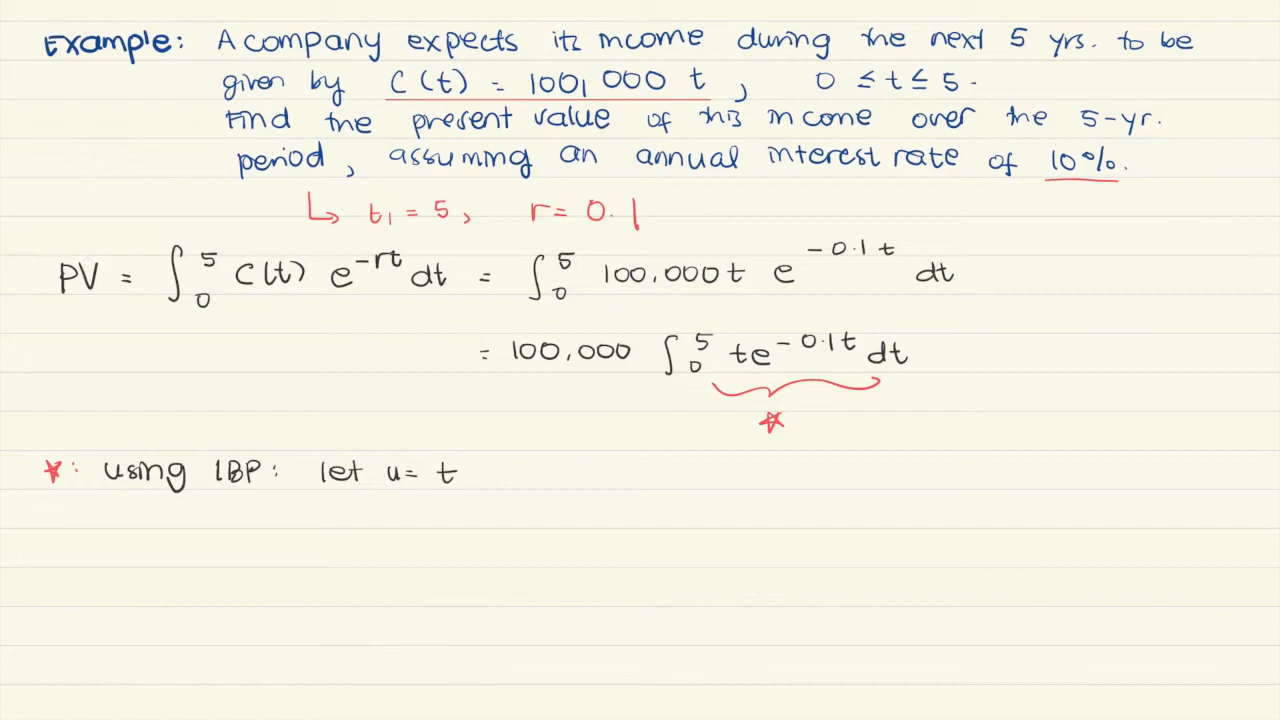 Example: A company expects its income during the next 5 yrs. to be
given by C(t) = 100,000 t, 0 ≤ t ≤ 5.
Find the present value of this income over the 5-yr.
period, assuming an annual interest rate of 10%.
↳ t₁ = 5, r = 0.1
PV = ∫₀⁵ C(t) e^{-rt} dt = ∫₀⁵ 100,000t e^{-0.1t} dt
= 100,000 ∫₀⁵ te^{-0.1t} dt
☆
☆: using IBP: let u = t